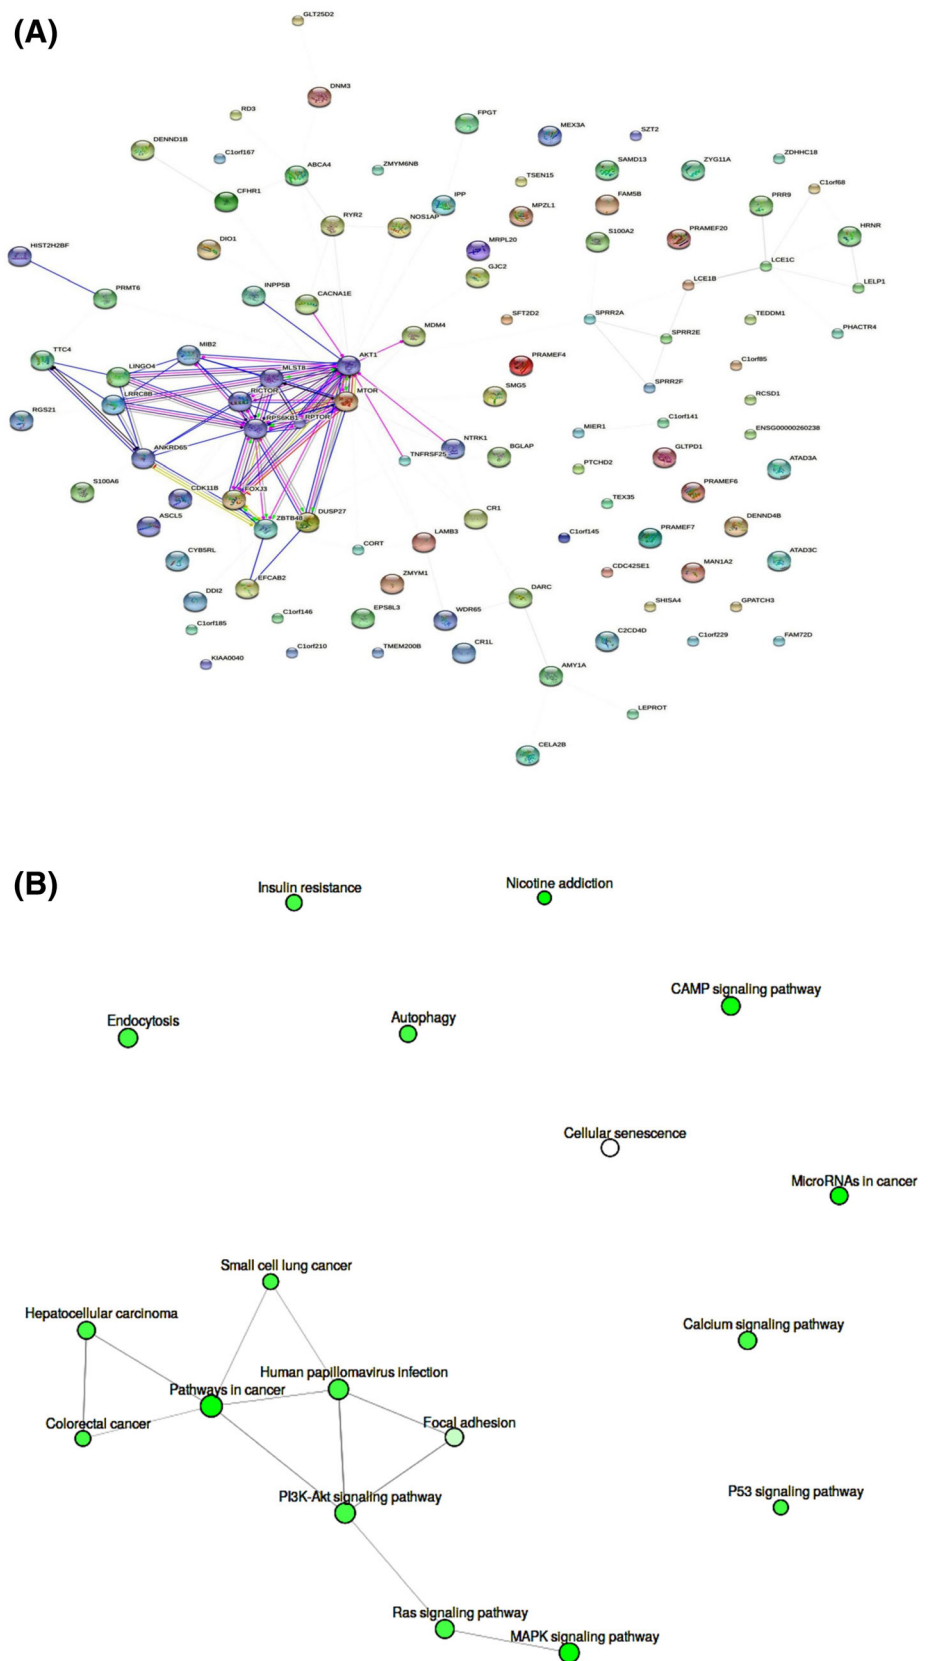 (A)
GLT25D2
DNM3
RD3
FPGT
MEX3A
SZT2
DENND1B
C1orf167
ABCA4
ZMYM6NB
SAMD13
ZYG11A
ZDHHC18
TSEN15
C1orf68
CFHR1
IPP
MPZL1
FAM5B
PRR9
RYR2
NOS1AP
HRNR
DIO1
MRPL20
S100A2
PRAMEF20
HIST2H2BF
GJC2
LCE1C
LCE1B
LELP1
PRMT6
INPP5B
CACNA1E
SFT2D2
SPRR2A
TEDDM1
MDM4
SPRR2E
PHACTR4
TTC4
MIB2
AKT1
PRAMEF4
C1orf85
LINGO4
MLST8
SPRR2F
LRRC8B
RICTOR
MTOR
SMG5
RCSD1
RGS21
RPS6KB1
RPTOR
MIER1
C1orf141
ENSG00000260238
ANKRD65
TNFRSF25
NTRK1
BGLAP
PTCHD2
GLTPD1
ATAD3A
S100A6
CDK11B
FOXJ3
TEX35
PRAMEF6
ASCL5
ZBTB48
DUSP27
CR1
C1orf145
PRAMEF7
DENND4B
CYB5RL
CORT
LAMB3
ATAD3C
DDI2
EFCAB2
ZMYM1
CDC42SE1
MAN1A2
DARC
C1orf185
C1orf146
EPS8L3
WDR65
SHISA4
GPATCH3
C2CD4D
C1orf229
FAM72D
KIAA0040
C1orf210
TMEM200B
CR1L
AMY1A
LEPROT
CELA2B
(B)
Insulin resistance
Nicotine addiction
CAMP signaling pathway
Endocytosis
Autophagy
Cellular senescence
MicroRNAs in cancer
Small cell lung cancer
Hepatocellular carcinoma
Calcium signaling pathway
Human papillomavirus infection
Pathways in cancer
Colorectal cancer
Focal adhesion
PI3K-Akt signaling pathway
P53 signaling pathway
Ras signaling pathway
MAPK signaling pathway